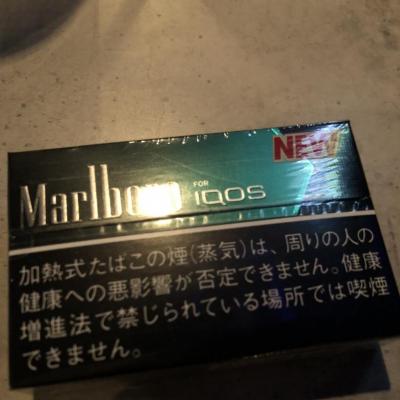 NEW
Marlboro FOR IQOS
加熱式たばこの煙(蒸気)は、周りの人の
健康への悪影響が否定できません。健康
増進法で禁じられている場所では喫煙
できません。